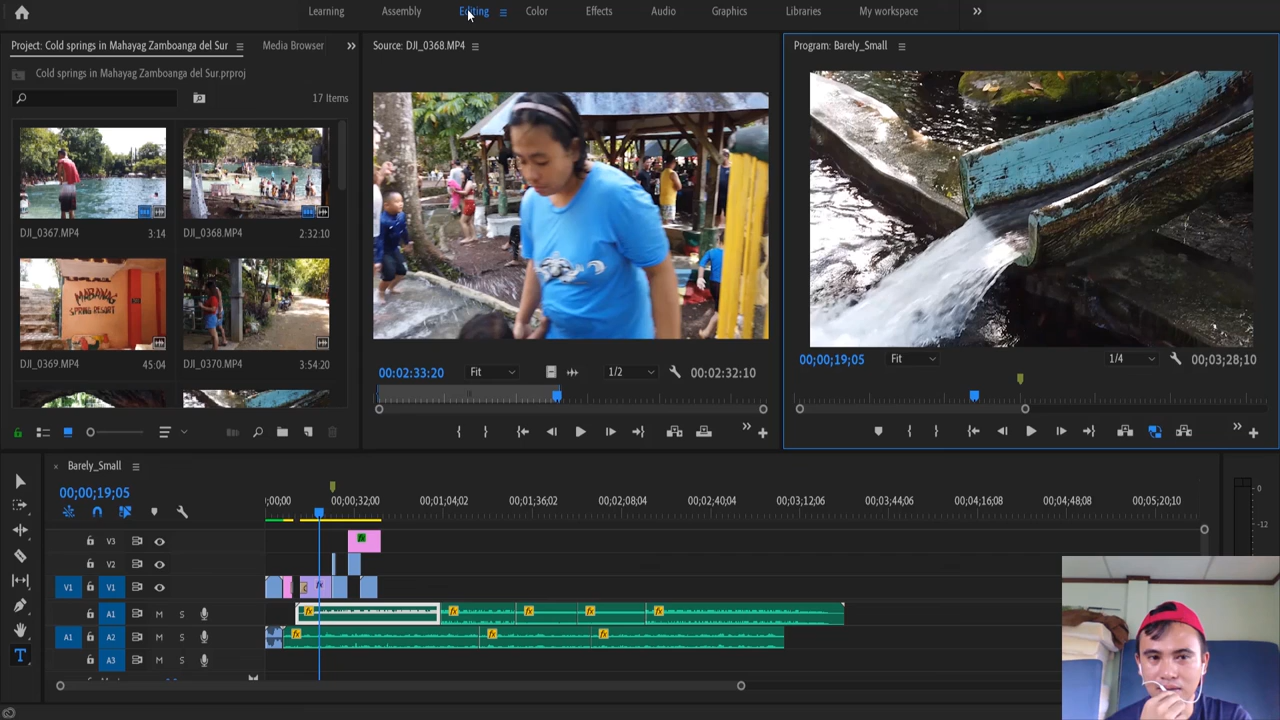 Learning Assembly Editing Color Effects Audio Graphics Libraries My workspace
Project: Cold springs in Mahayag Zamboanga del Sur Media Browser
Source: DJI_0368.MP4
Program: Barely_Small
Cold springs in Mahayag Zamboanga del Sur.prproj
17 Items
DJI_0367.MP4 3:14
DJI_0368.MP4 2:32:10
MAHAYAG
SPRING RESORT
DJI_0369.MP4 45:04
DJI_0370.MP4 3:54:20
00:02:33:20 Fit 1/2 00:02:32:10
00;00;19;05 Fit 1/4 00;03;28;10
Barely_Small
00;00;19;05
;00;00 00;00;32;00 00;01;04;02 00;01;36;02 00;02;08;04 00;02;40;04 00;03;12;06 00;03;44;06 00;04;16;08 00;04;48;08 00;05;20;10
0
-12
V3
V2
V1 V1
A1 M S
A1 A2 M S
A3 M S